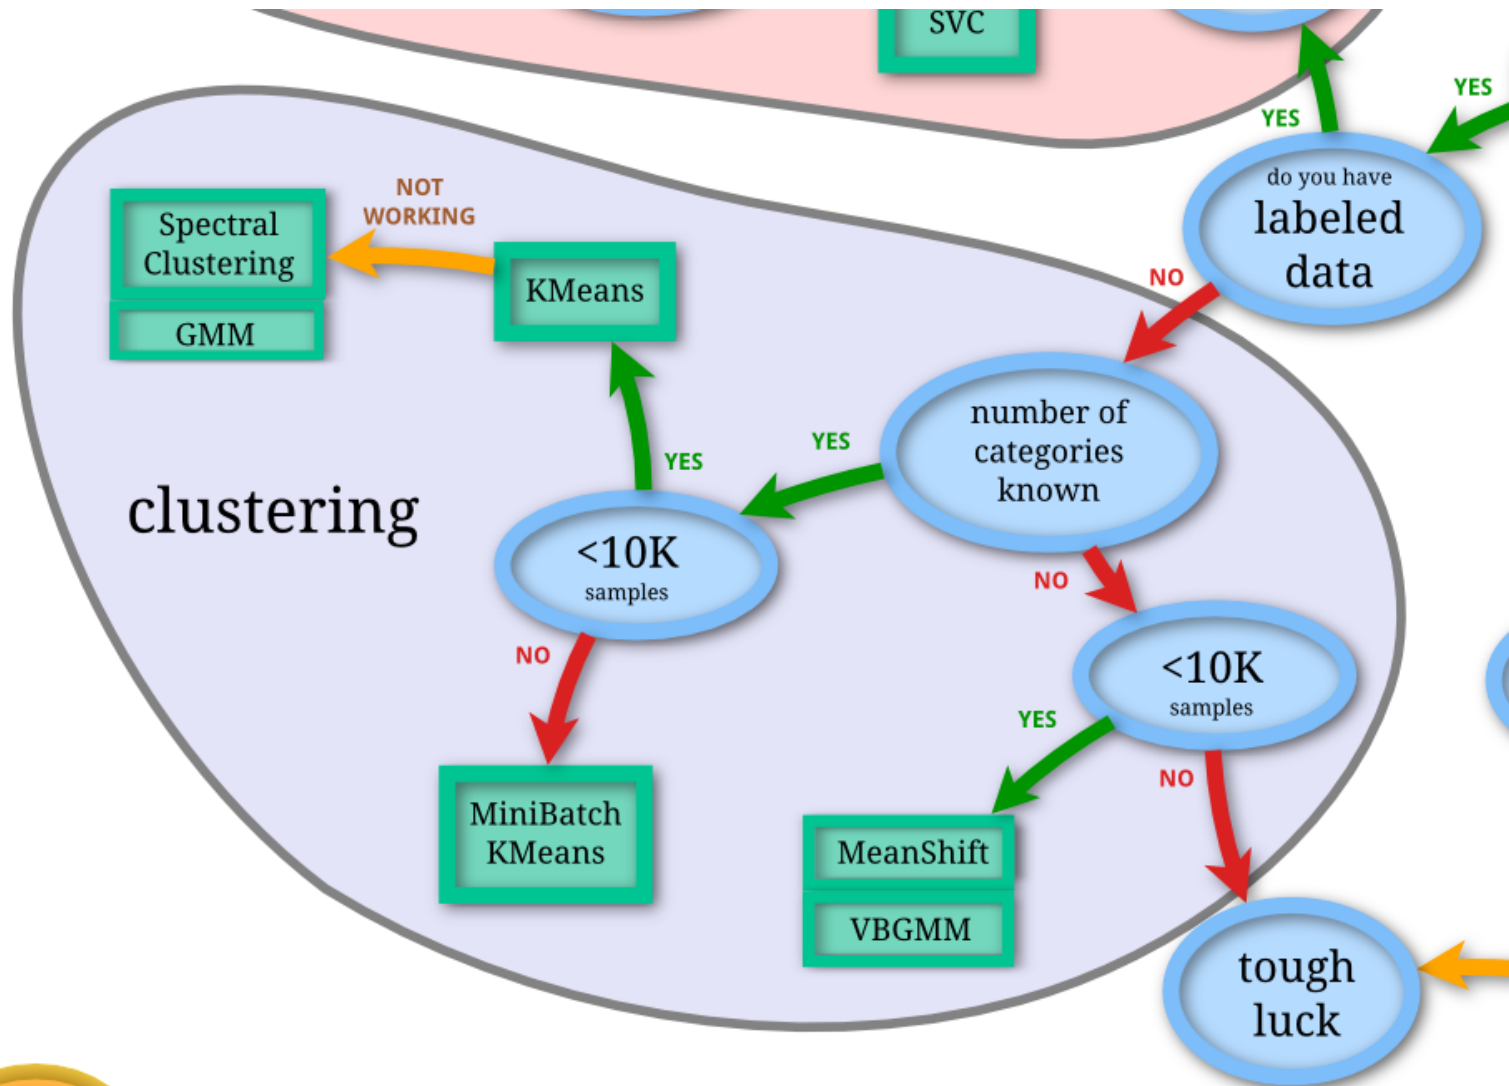 SVC
YES
YES
do you have
labeled
data
NO
NOT
WORKING
Spectral
Clustering
GMM
KMeans
number of
categories
known
YES
YES
clustering
<10K
samples
NO
NO
<10K
samples
YES
NO
MiniBatch
KMeans
MeanShift
VBGMM
tough
luck